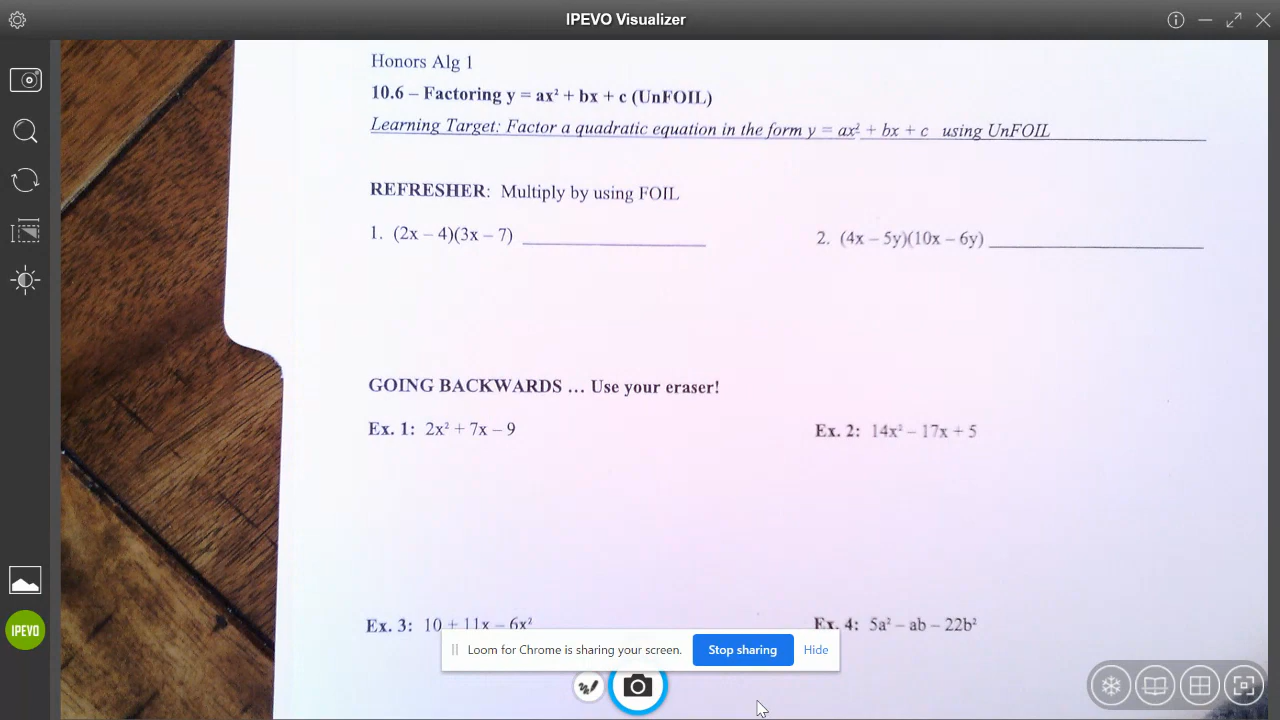 IPEVO Visualizer
Honors Alg 1
10.6 – Factoring y = ax² + bx + c (UnFOIL)
Learning Target: Factor a quadratic equation in the form y = ax² + bx + c using UnFOIL
REFRESHER: Multiply by using FOIL
1. (2x – 4)(3x – 7)
2. (4x – 5y)(10x – 6y)
GOING BACKWARDS … Use your eraser!
Ex. 1: 2x² + 7x – 9
Ex. 2: 14x² – 17x + 5
Ex. 3: 10 + 11x – 6x²
Ex. 4: 5a² – ab – 22b²
IPEVO
Loom for Chrome is sharing your screen.
Stop sharing
Hide